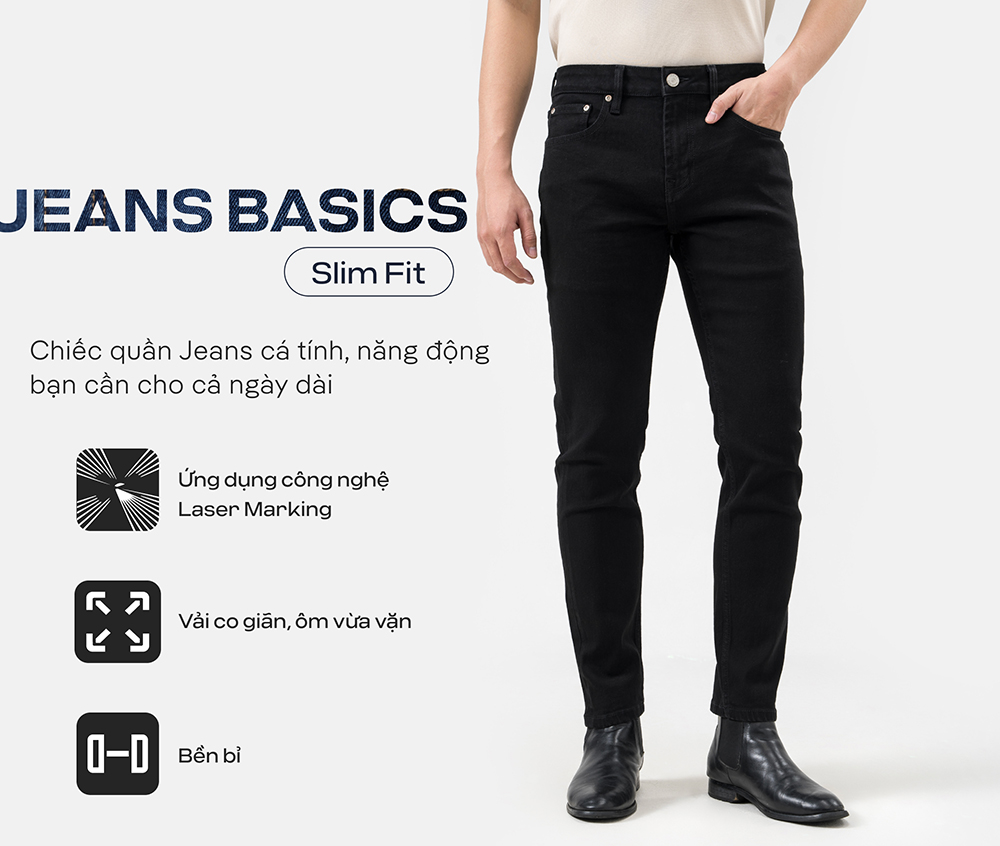 JEANS BASICS
Slim Fit
Chiếc quần Jeans cá tính, năng động
bạn cần cho cả ngày dài
Ứng dụng công nghệ
Laser Marking
Vải co giãn, ôm vừa vặn
Bền bỉ